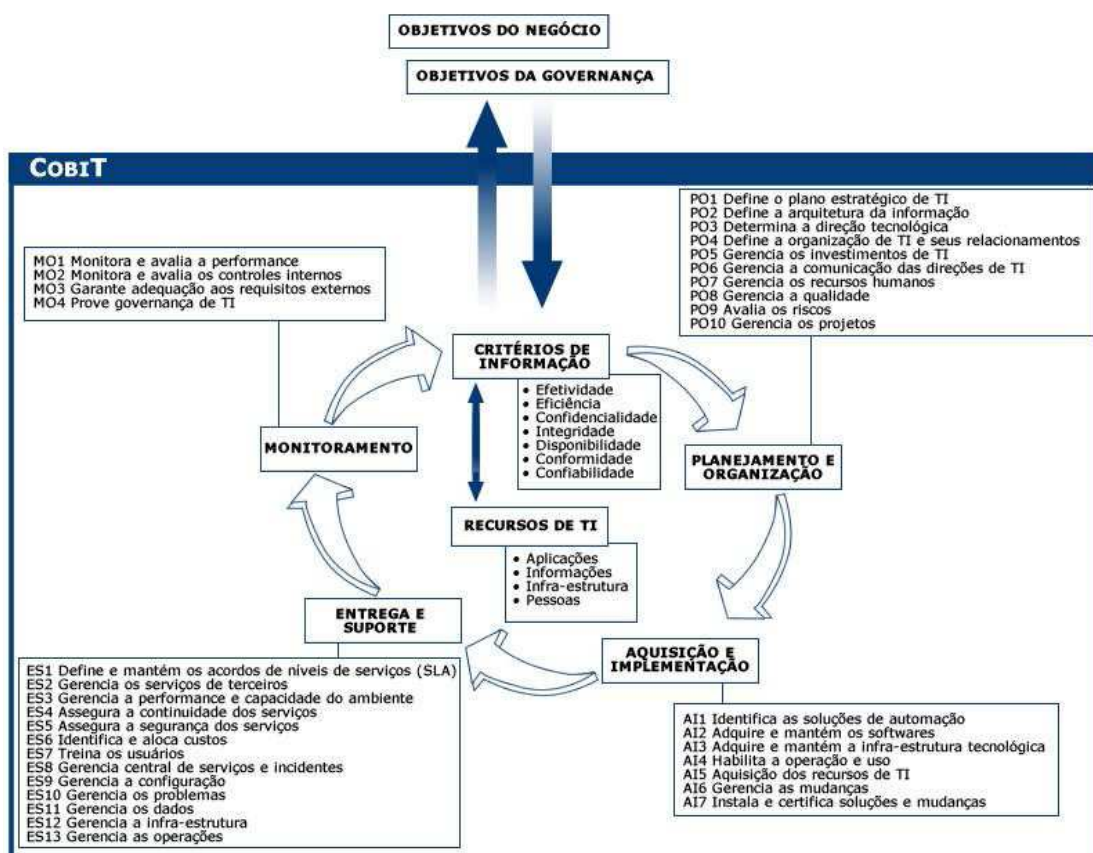 OBJETIVOS DO NEGÓCIO
OBJETIVOS DA GOVERNANÇA
COBIT
PO1 Define o plano estratégico de TI
PO2 Define a arquitetura da informação
PO3 Determina a direção tecnológica
PO4 Define a organização de TI e seus relacionamentos
PO5 Gerencia os investimentos de TI
PO6 Gerencia a comunicação das direções de TI
PO7 Gerencia os recursos humanos
PO8 Gerencia a qualidade
PO9 Avalia os riscos
PO10 Gerencia os projetos
MO1 Monitora e avalia a performance
MO2 Monitora e avalia os controles internos
MO3 Garante adequação aos requisitos externos
MO4 Prove governança de TI
CRITÉRIOS DE
INFORMAÇÃO
• Efetividade
• Eficiência
• Confidencialidade
• Integridade
• Disponibilidade
• Conformidade
• Confiabilidade
MONITORAMENTO
PLANEJAMENTO E
ORGANIZAÇÃO
RECURSOS DE TI
• Aplicações
• Informações
• Infra-estrutura
• Pessoas
ENTREGA E
SUPORTE
AQUISIÇÃO E
IMPLEMENTAÇÃO
ES1 Define e mantém os acordos de níveis de serviços (SLA)
ES2 Gerencia os serviços de terceiros
ES3 Gerencia a performance e capacidade do ambiente
ES4 Assegura a continuidade dos serviços
ES5 Assegura a segurança dos serviços
ES6 Identifica e aloca custos
ES7 Treina os usuários
ES8 Gerencia central de serviços e incidentes
ES9 Gerencia a configuração
ES10 Gerencia os problemas
ES11 Gerencia os dados
ES12 Gerencia a infra-estrutura
ES13 Gerencia as operações
AI1 Identifica as soluções de automação
AI2 Adquire e mantém os softwares
AI3 Adquire e mantém a infra-estrutura tecnológica
AI4 Habilita a operação e uso
AI5 Aquisição dos recursos de TI
AI6 Gerencia as mudanças
AI7 Instala e certifica soluções e mudanças